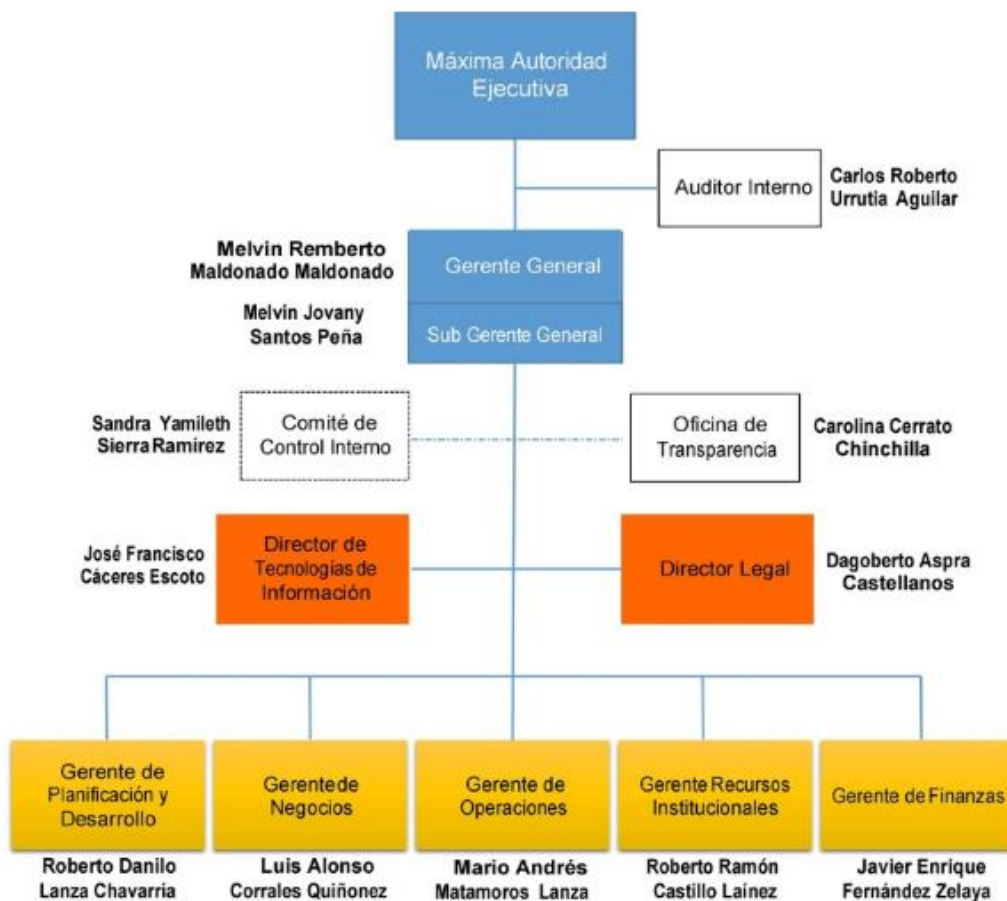 Máxima Autoridad
Ejecutiva
Auditor Interno
Carlos Roberto
Urrutia Aguilar
Melvin Remberto
Maldonado Maldonado
Gerente General
Melvin Jovany
Santos Peña
Sub Gerente General
Sandra Yamileth
Sierra Ramirez
Comité de
Control Interno
Oficina de
Transparencia
Carolina Cerrato
Chinchilla
José Francisco
Cáceres Escoto
Director de
Tecnologías de
Información
Director Legal
Dagoberto Aspra
Castellanos
Gerente de
Planificación y
Desarrollo
Roberto Danilo
Lanza Chavarria
Gerente de
Negocios
Luis Alonso
Corrales Quiñonez
Gerente de
Operaciones
Mario Andrés
Matamoros Lanza
Gerente Recursos
Institucionales
Roberto Ramón
Castillo Laínez
Gerente de Finanzas
Javier Enrique
Fernández Zelaya